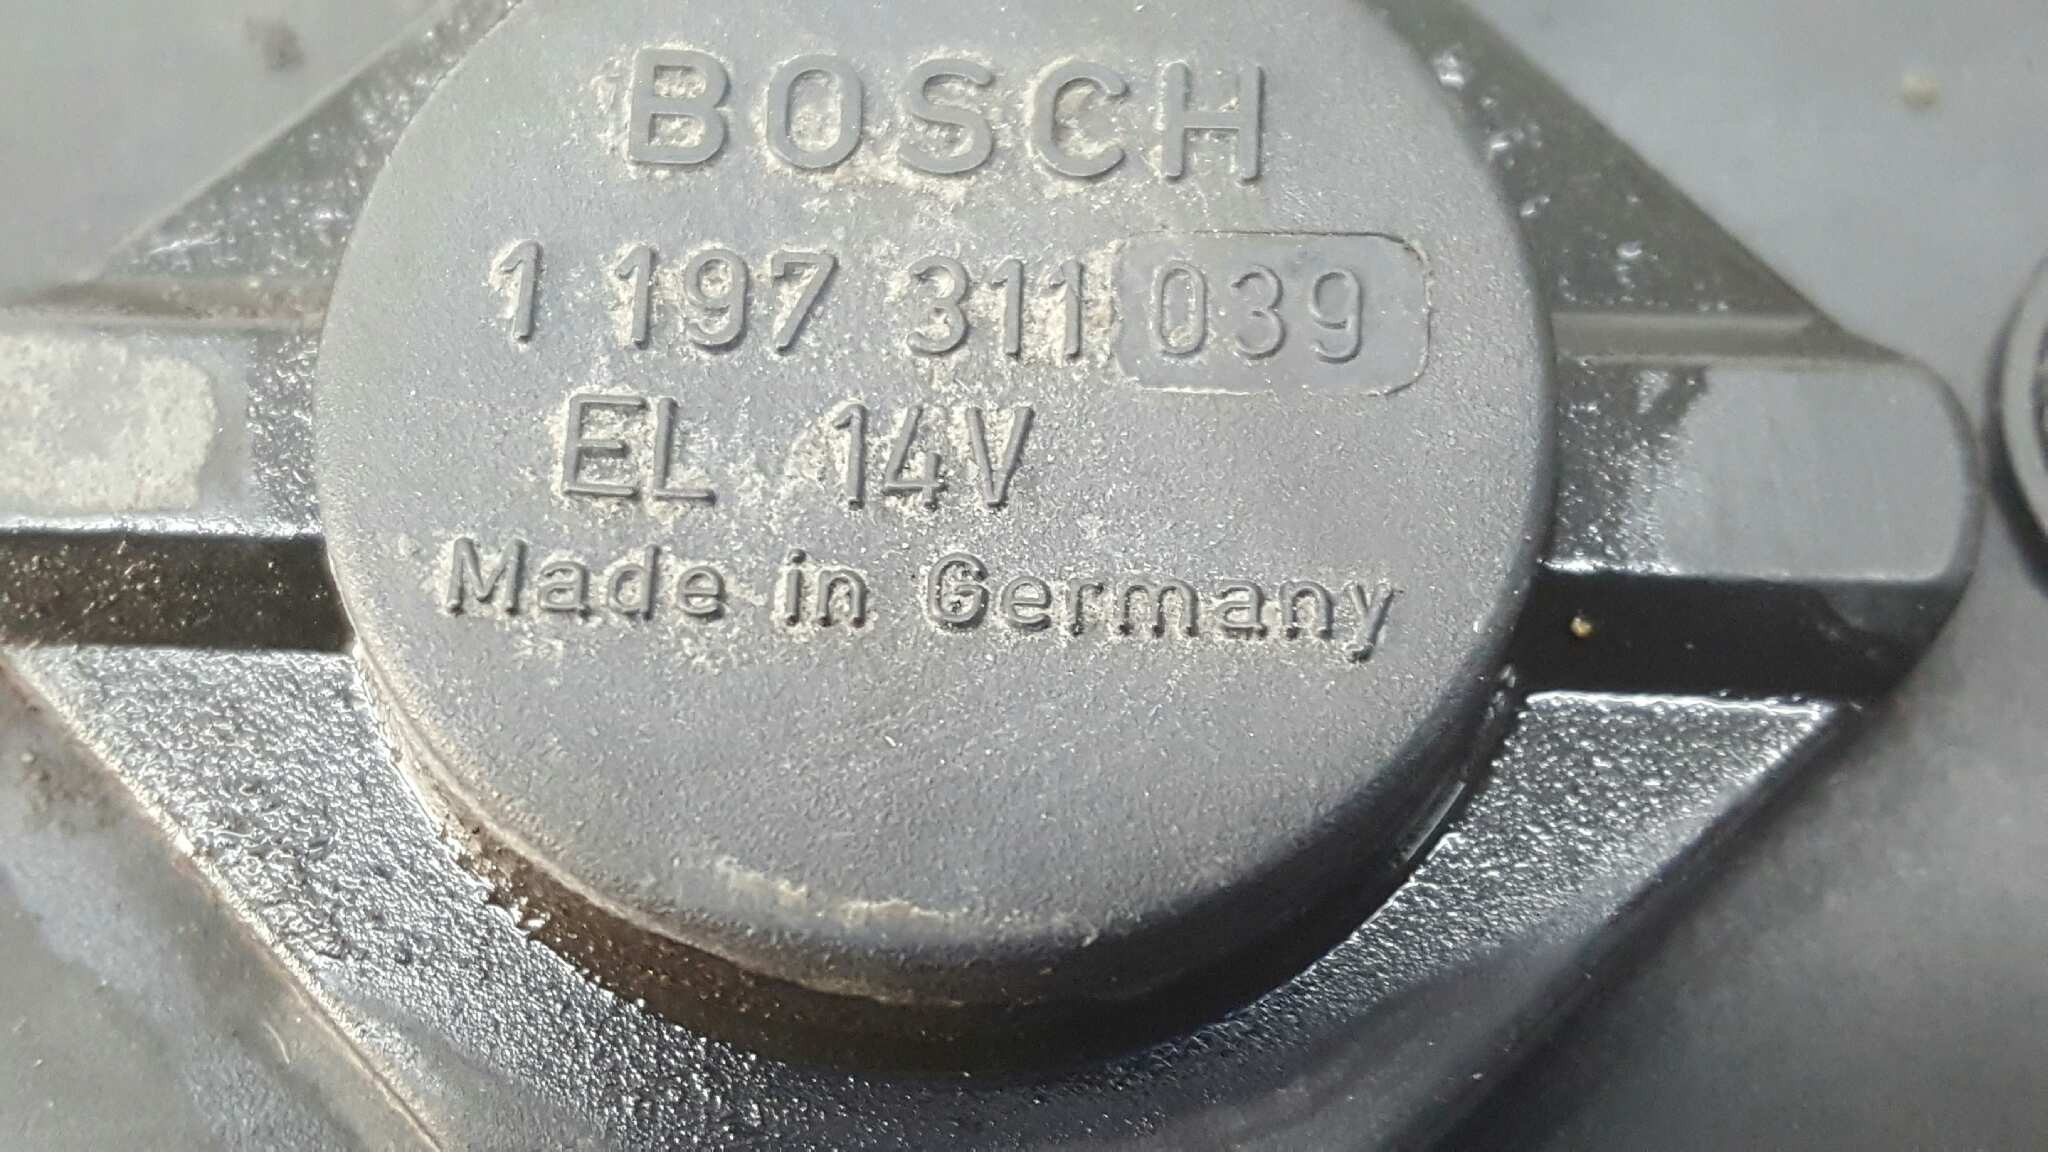 BOSCH
1 197 311 039
EL 14V
Made in Germany